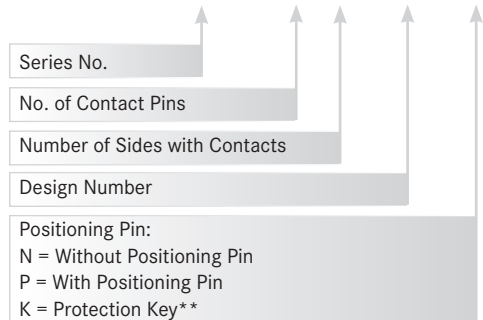 Series No.
No. of Contact Pins
Number of Sides with Contacts
Design Number
Positioning Pin:
N = Without Positioning Pin
P = With Positioning Pin
K = Protection Key**